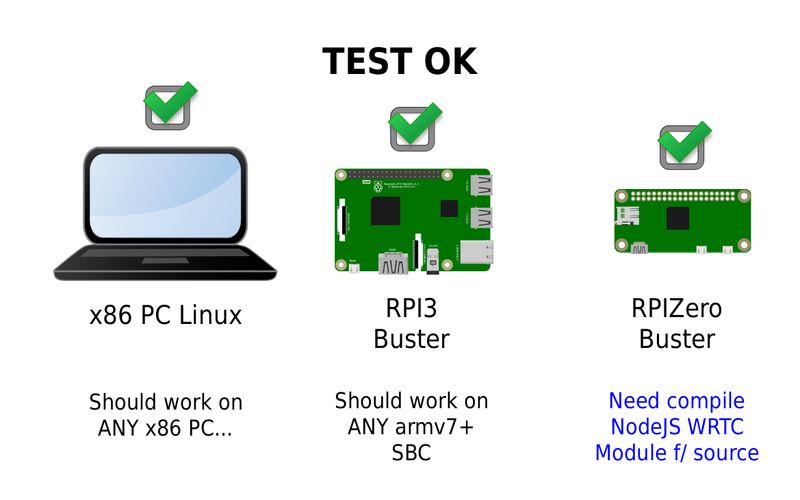 TEST OK
x86 PC Linux
RPI3
Buster
RPIZero
Buster
Should work on
ANY x86 PC...
Should work on
ANY armv7+
SBC
Need compile
NodeJS WRTC
Module f/ source